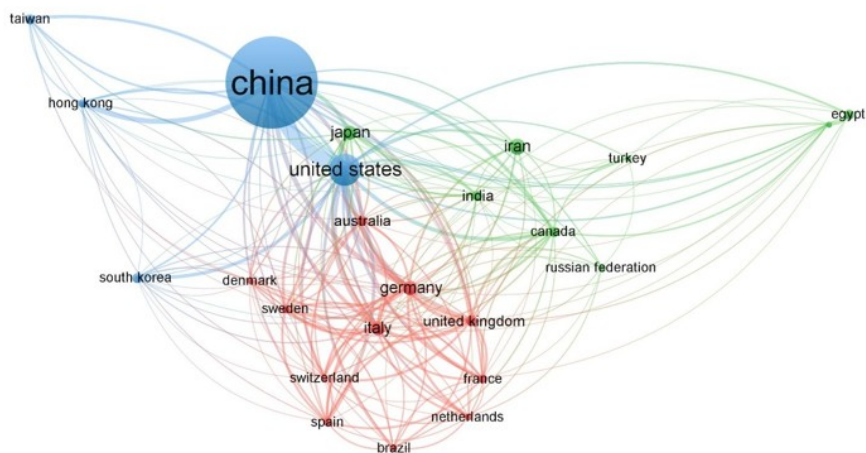 taiwan
china
hong kong
egypt
japan
iran
turkey
united states
india
australia
canada
russian federation
south korea
denmark
germany
sweden
italy
united kingdom
switzerland
france
netherlands
spain
brazil